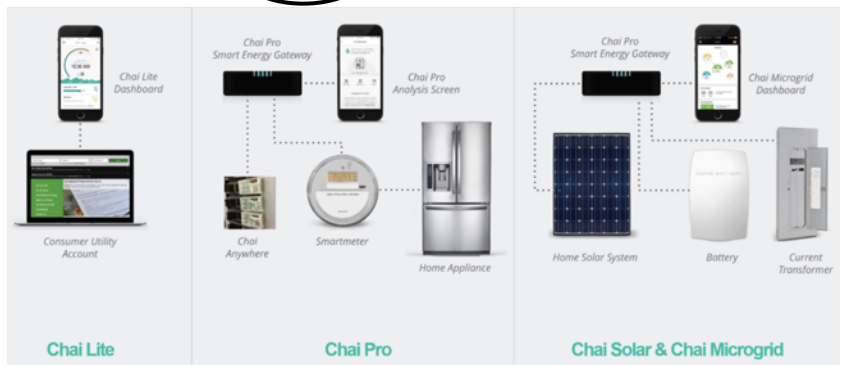 Chai Lite
Dashboard
Consumer Utility
Account
Chai Lite
Chai Pro
Smart Energy Gateway
Chai Pro
Analysis Screen
Chai
Anywhere
Smartmeter
Home Appliance
Chai Pro
Chai Pro
Smart Energy Gateway
Chai Microgrid
Dashboard
HOME BATTERY
Home Solar System
Battery
Current
Transformer
Chai Solar & Chai Microgrid